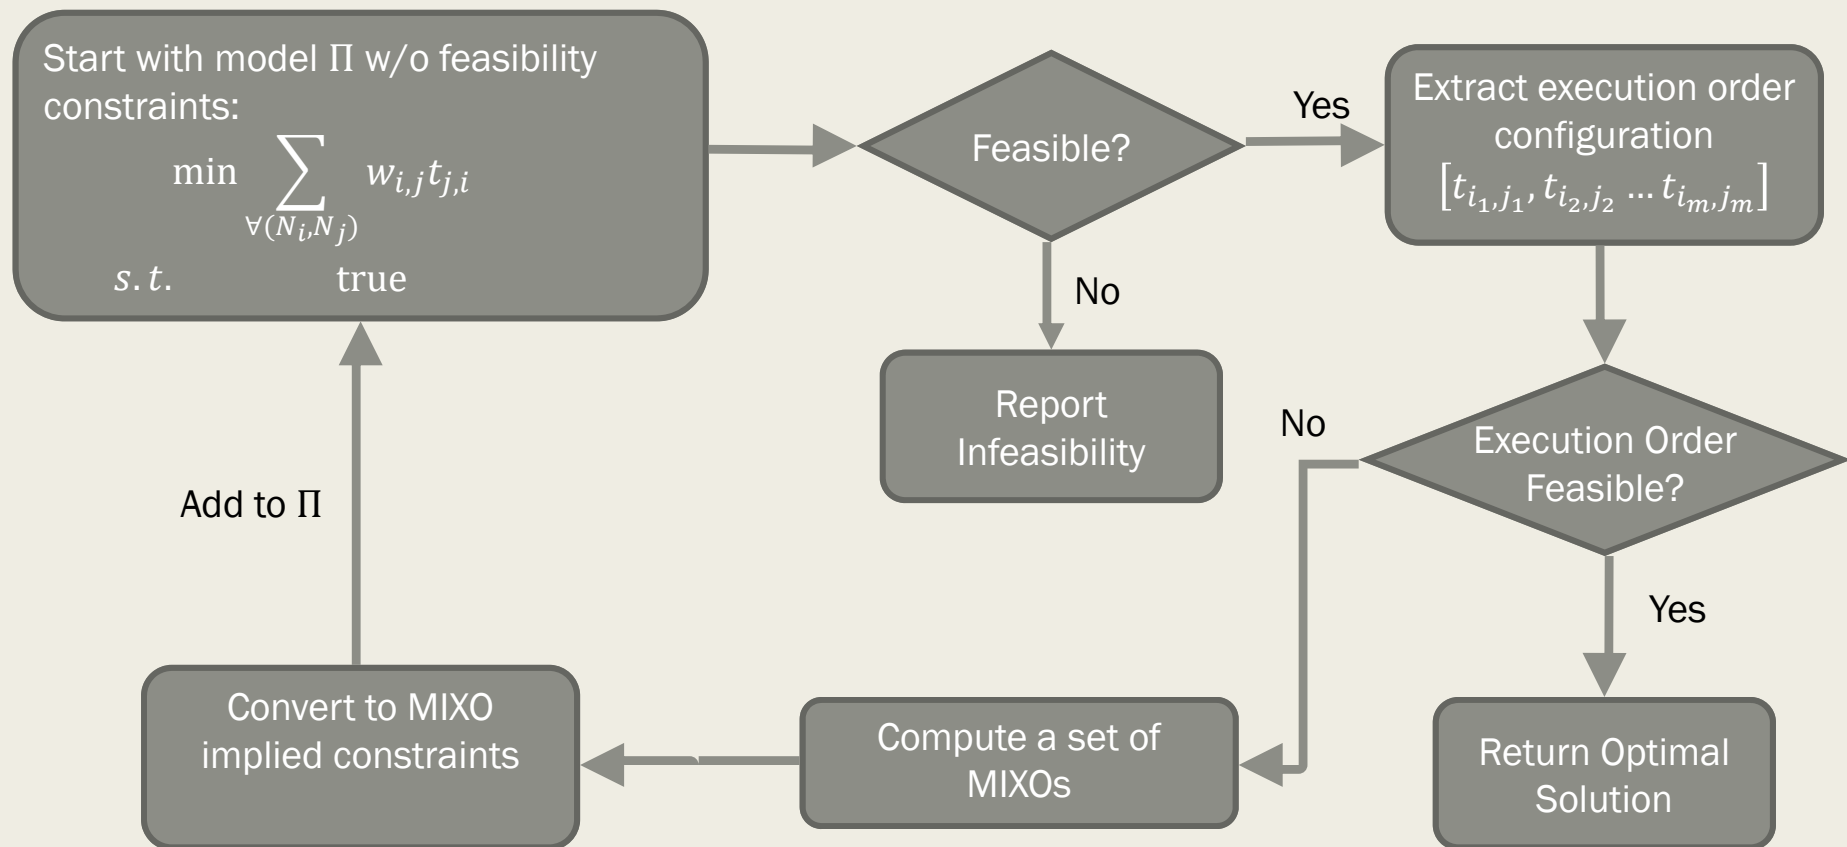 Start with model Π w/o feasibility
constraints:
min ∑ w_{i,j} t_{j,i}
∀(N_i,N_j)
s.t. true
Feasible?
Yes
Extract execution order
configuration
[t_{i_1,j_1}, t_{i_2,j_2} … t_{i_m,j_m}]
No
Report
Infeasibility
No
Execution Order
Feasible?
Add to Π
Yes
Convert to MIXO
implied constraints
Compute a set of
MIXOs
Return Optimal
Solution